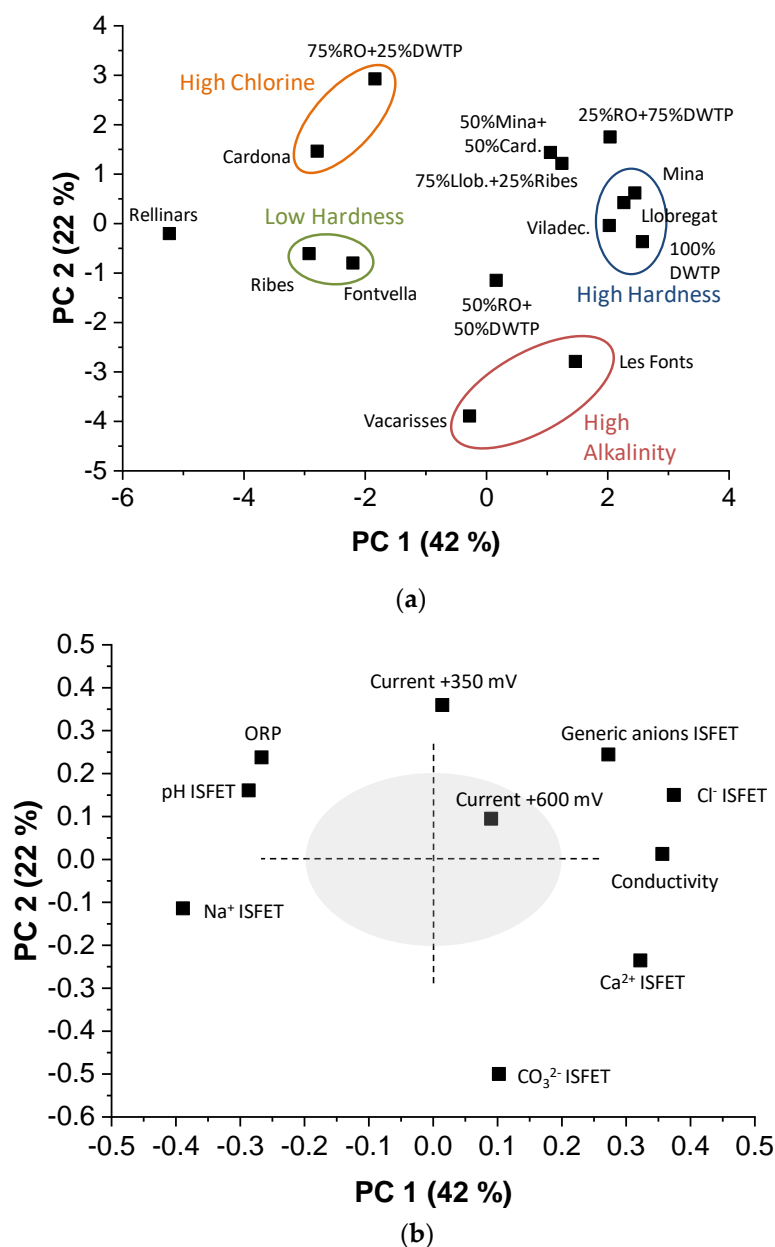 4
3
2
1
0
-1
-2
-3
-4
-5
PC 2 (22 %)
75%RO+25%DWTP
High Chlorine
Cardona
50%Mina+
50%Card.
25%RO+75%DWTP
75%Llob.+25%Ribes
Mina
Rellinars
Low Hardness
Viladec.
Llobregat
100%
DWTP
Ribes
Fontvella
50%RO+
50%DWTP
High Hardness
Les Fonts
Vacarisses
High
Alkalinity
-6 -4 -2 0 2 4
PC 1 (42 %)
(a)
0.5
0.4
0.3
0.2
0.1
0.0
-0.1
-0.2
-0.3
-0.4
-0.5
-0.6
PC 2 (22 %)
Current +350 mV
ORP
Generic anions ISFET
pH ISFET
Current +600 mV
Cl⁻ ISFET
Conductivity
Na⁺ ISFET
Ca²⁺ ISFET
CO₃²⁻ ISFET
-0.5 -0.4 -0.3 -0.2 -0.1 0.0 0.1 0.2 0.3 0.4 0.5
PC 1 (42 %)
(b)